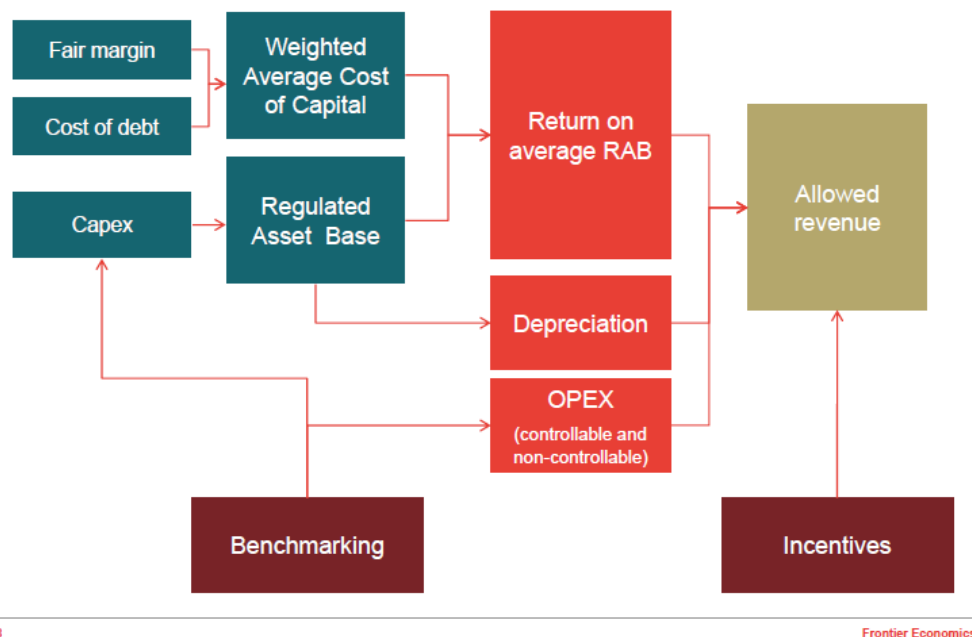 Fair margin
Cost of debt
Weighted
Average Cost
of Capital
Capex
Regulated
Asset Base
Return on
average RAB
Depreciation
OPEX
(controllable and
non-controllable)
Allowed
revenue
Benchmarking
Incentives
Frontier Economics